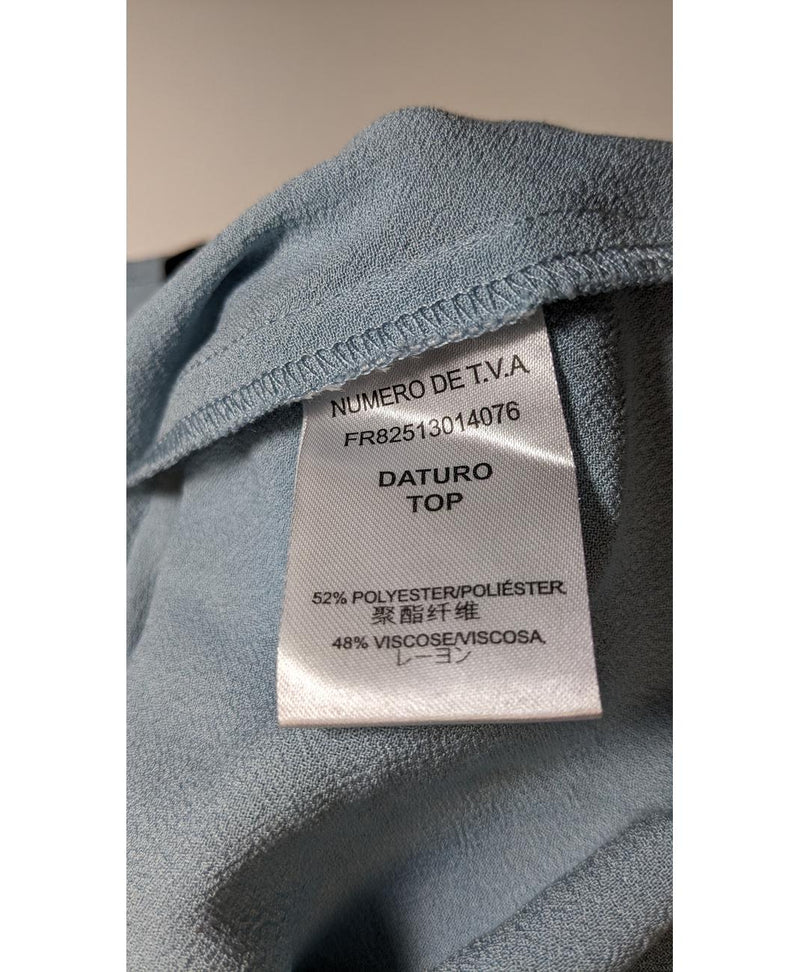 NUMERO DE T.V.A.
FR82513014076
DATURO
TOP
52% POLYESTER/POLIÉSTER.
聚酯纤维
48% VISCOSE/VISCOSA.
レーヨン